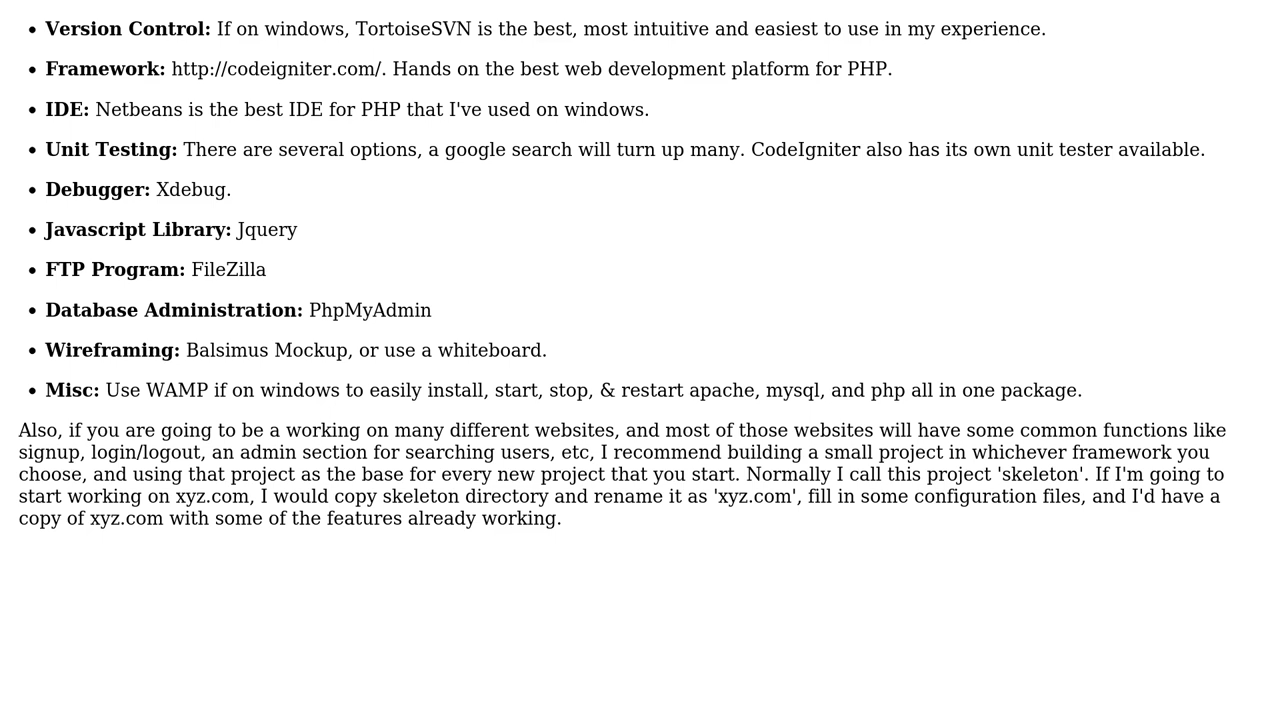 • Version Control: If on windows, TortoiseSVN is the best, most intuitive and easiest to use in my experience.
• Framework: http://codeigniter.com/. Hands on the best web development platform for PHP.
• IDE: Netbeans is the best IDE for PHP that I've used on windows.
• Unit Testing: There are several options, a google search will turn up many. CodeIgniter also has its own unit tester available.
• Debugger: Xdebug.
• Javascript Library: Jquery
• FTP Program: FileZilla
• Database Administration: PhpMyAdmin
• Wireframing: Balsimus Mockup, or use a whiteboard.
• Misc: Use WAMP if on windows to easily install, start, stop, & restart apache, mysql, and php all in one package.
Also, if you are going to be a working on many different websites, and most of those websites will have some common functions like
signup, login/logout, an admin section for searching users, etc, I recommend building a small project in whichever framework you
choose, and using that project as the base for every new project that you start. Normally I call this project 'skeleton'. If I'm going to
start working on xyz.com, I would copy skeleton directory and rename it as 'xyz.com', fill in some configuration files, and I'd have a
copy of xyz.com with some of the features already working.